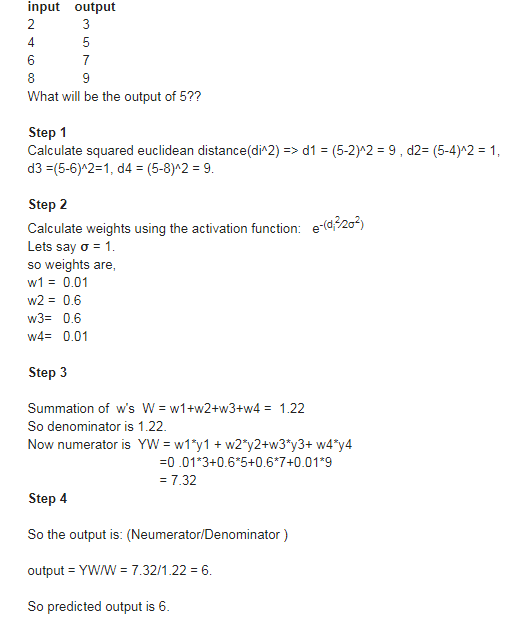 input output
2 3
4 5
6 7
8 9
What will be the output of 5??
Step 1
Calculate squared euclidean distance(di^2) => d1 = (5-2)^2 = 9 , d2= (5-4)^2 = 1,
d3 =(5-6)^2=1, d4 = (5-8)^2 = 9.
Step 2
Calculate weights using the activation function: e-(di2/2σ2)
Lets say σ = 1.
so weights are,
w1 = 0.01
w2 = 0.6
w3= 0.6
w4= 0.01
Step 3
Summation of w's W = w1+w2+w3+w4 = 1.22
So denominator is 1.22.
Now numerator is YW = w1*y1 + w2*y2+w3*y3+ w4*y4
=0 .01*3+0.6*5+0.6*7+0.01*9
= 7.32
Step 4
So the output is: (Neumerator/Denominator )
output = YW/W = 7.32/1.22 = 6.
So predicted output is 6.